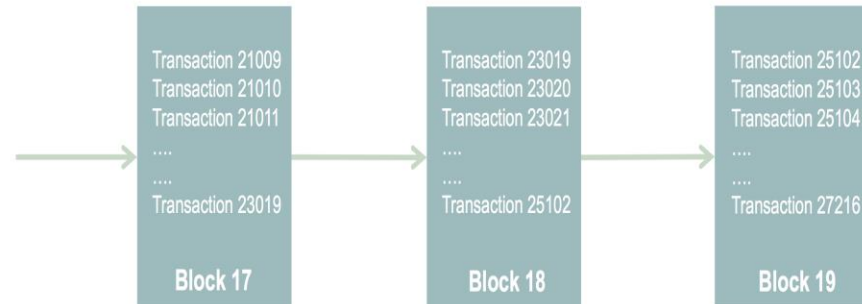 Transaction 21009
Transaction 21010
Transaction 21011
....
....
Transaction 23019
Block 17
Transaction 23019
Transaction 23020
Transaction 23021
....
....
Transaction 25102
Block 18
Transaction 25102
Transaction 25103
Transaction 25104
....
....
Transaction 27216
Block 19